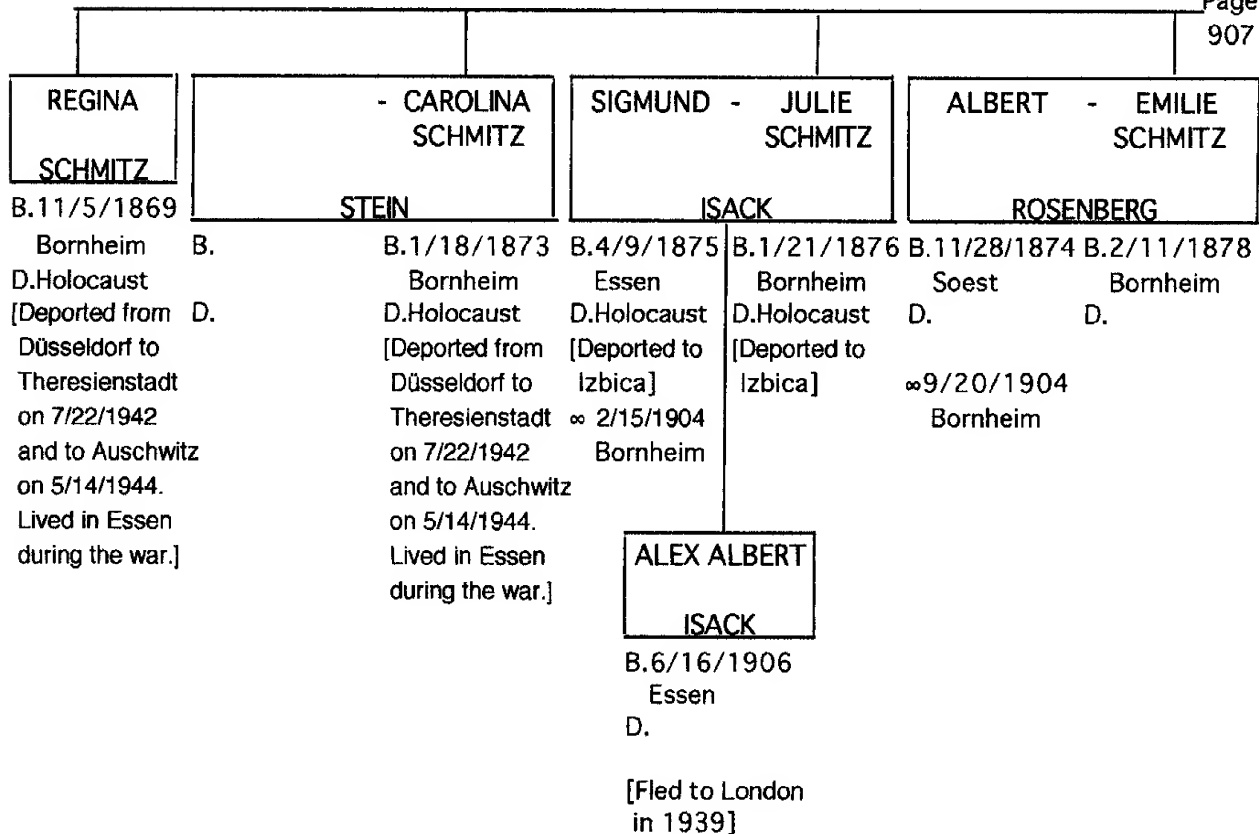 Page
907
REGINA
SCHMITZ
B.11/5/1869
Bornheim
D.Holocaust
[Deported from
Düsseldorf to
Theresienstadt
on 7/22/1942
and to Auschwitz
on 5/14/1944.
Lived in Essen
during the war.]
- CAROLINA
SCHMITZ
STEIN
B.
D.
B.1/18/1873
Bornheim
D.Holocaust
[Deported from
Düsseldorf to
Theresienstadt
on 7/22/1942
and to Auschwitz
on 5/14/1944.
Lived in Essen
during the war.]
SIGMUND - JULIE
SCHMITZ
ISACK
B.4/9/1875
Essen
D.Holocaust
[Deported to
Izbica]
∞ 2/15/1904
Bornheim
B.1/21/1876
Bornheim
D.Holocaust
[Deported to
Izbica]
ALBERT - EMILIE
SCHMITZ
ROSENBERG
B.11/28/1874
Soest
D.
∞9/20/1904
Bornheim
B.2/11/1878
Bornheim
D.
ALEX ALBERT
ISACK
B.6/16/1906
Essen
D.
[Fled to London
in 1939]